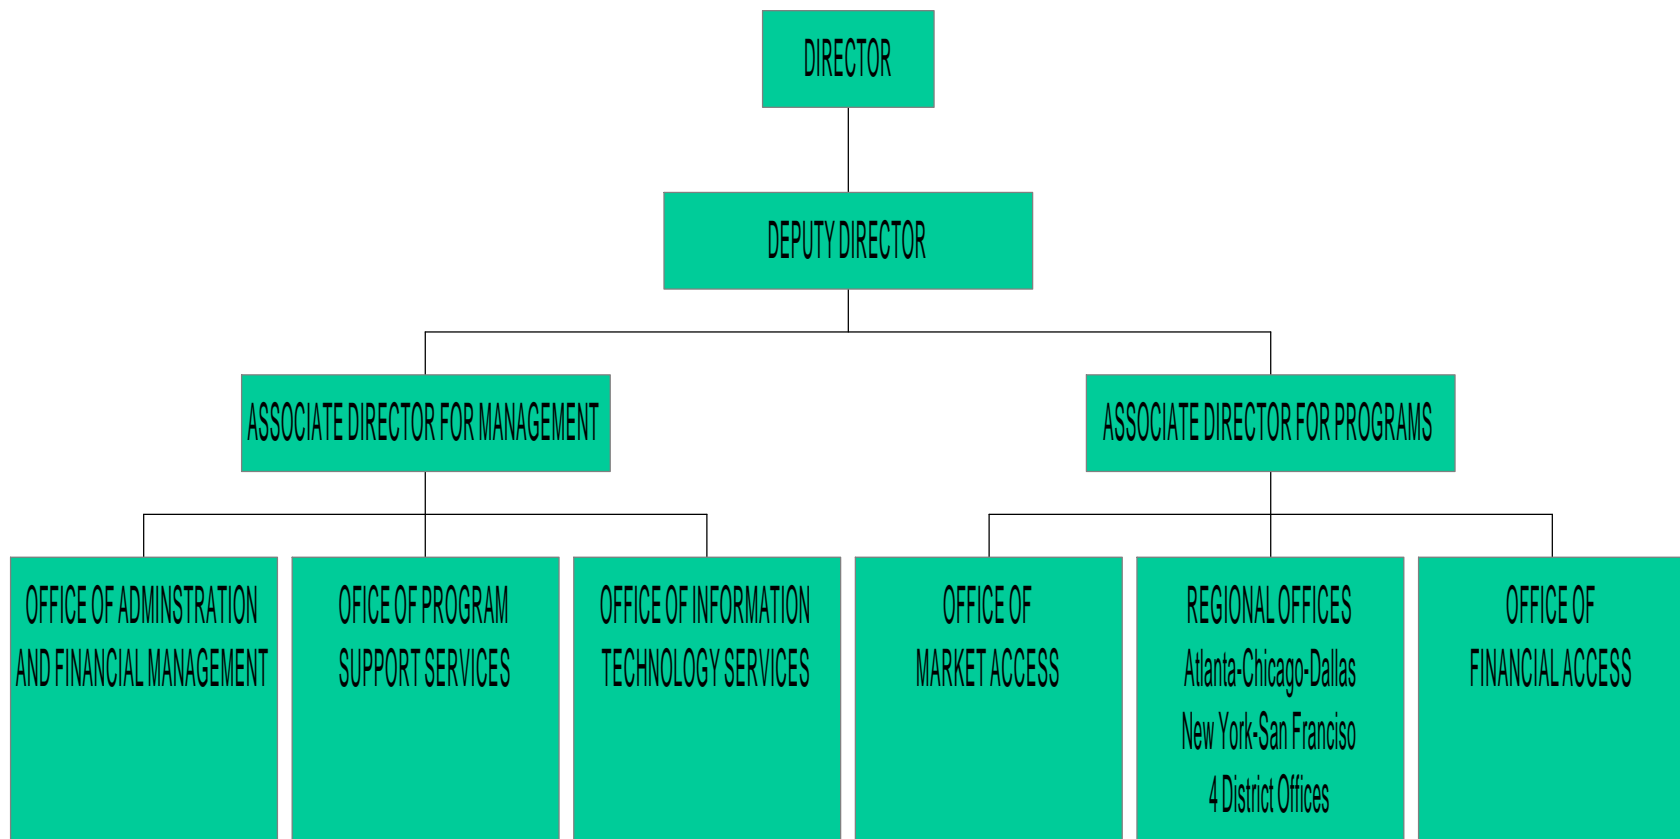 DIRECTOR
DEPUTY DIRECTOR
ASSOCIATE DIRECTOR FOR MANAGEMENT
ASSOCIATE DIRECTOR FOR PROGRAMS
OFFICE OF ADMINSTRATION
AND FINANCIAL MANAGEMENT
OFICE OF PROGRAM
SUPPORT SERVICES
OFFICE OF INFORMATION
TECHNOLOGY SERVICES
OFFICE OF
MARKET ACCESS
REGIONAL OFFICES
Atlanta-Chicago-Dallas
New York-San Franciso
4 District Offices
OFFICE OF
FINANCIAL ACCESS